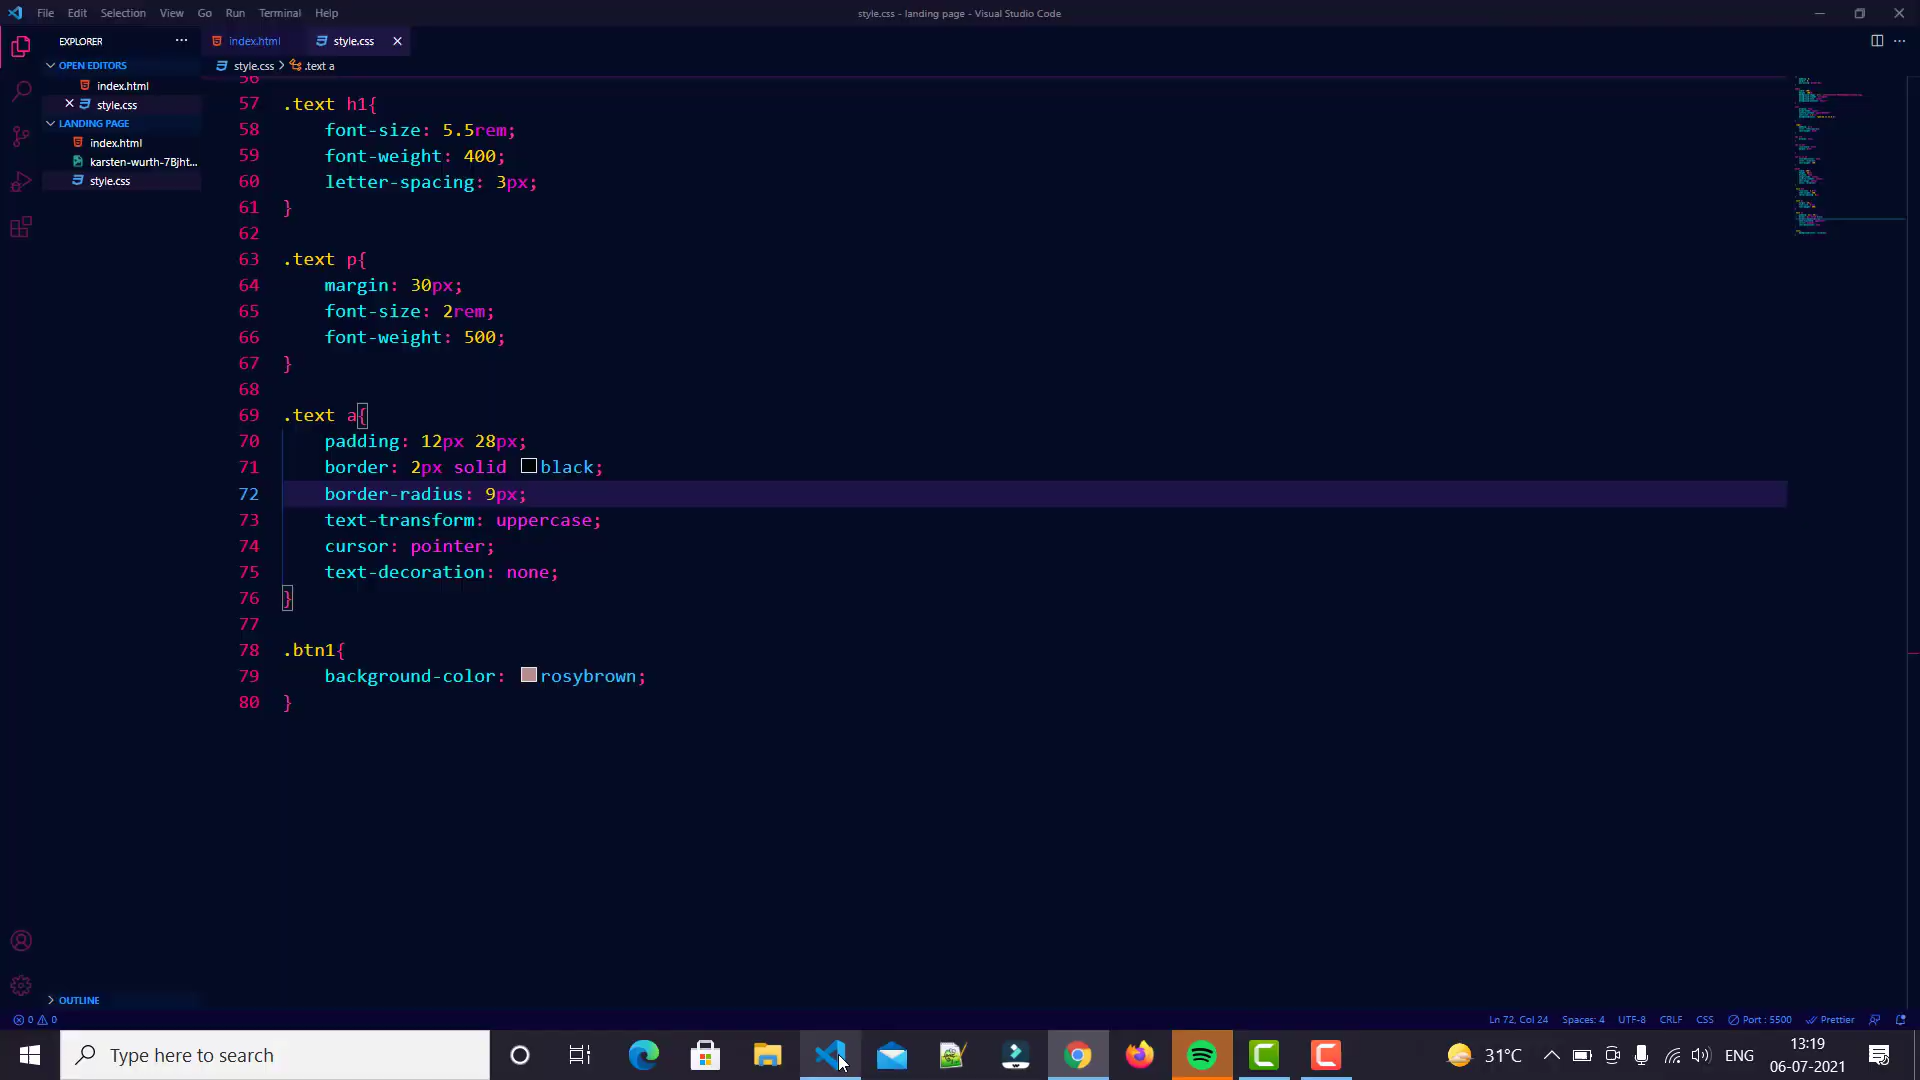 File Edit Selection View Go Run Terminal Help
style.css - landing page - Visual Studio Code
EXPLORER
index.html
style.css
OPEN EDITORS
index.html
style.css
LANDING PAGE
index.html
karsten-wurth-7Bjht...
style.css
OUTLINE
style.css > .text a
56
57 .text h1{
58 font-size: 5.5rem;
59 font-weight: 400;
60 letter-spacing: 3px;
61 }
62
63 .text p{
64 margin: 30px;
65 font-size: 2rem;
66 font-weight: 500;
67 }
68
69 .text a{
70 padding: 12px 28px;
71 border: 2px solid black;
72 border-radius: 9px;
73 text-transform: uppercase;
74 cursor: pointer;
75 text-decoration: none;
76 }
77
78 .btn1{
79 background-color: rosybrown;
80 }
0 0
Ln 72, Col 24 Spaces: 4 UTF-8 CRLF CSS Port : 5500 Prettier
Type here to search
31°C
ENG
13:19
06-07-2021